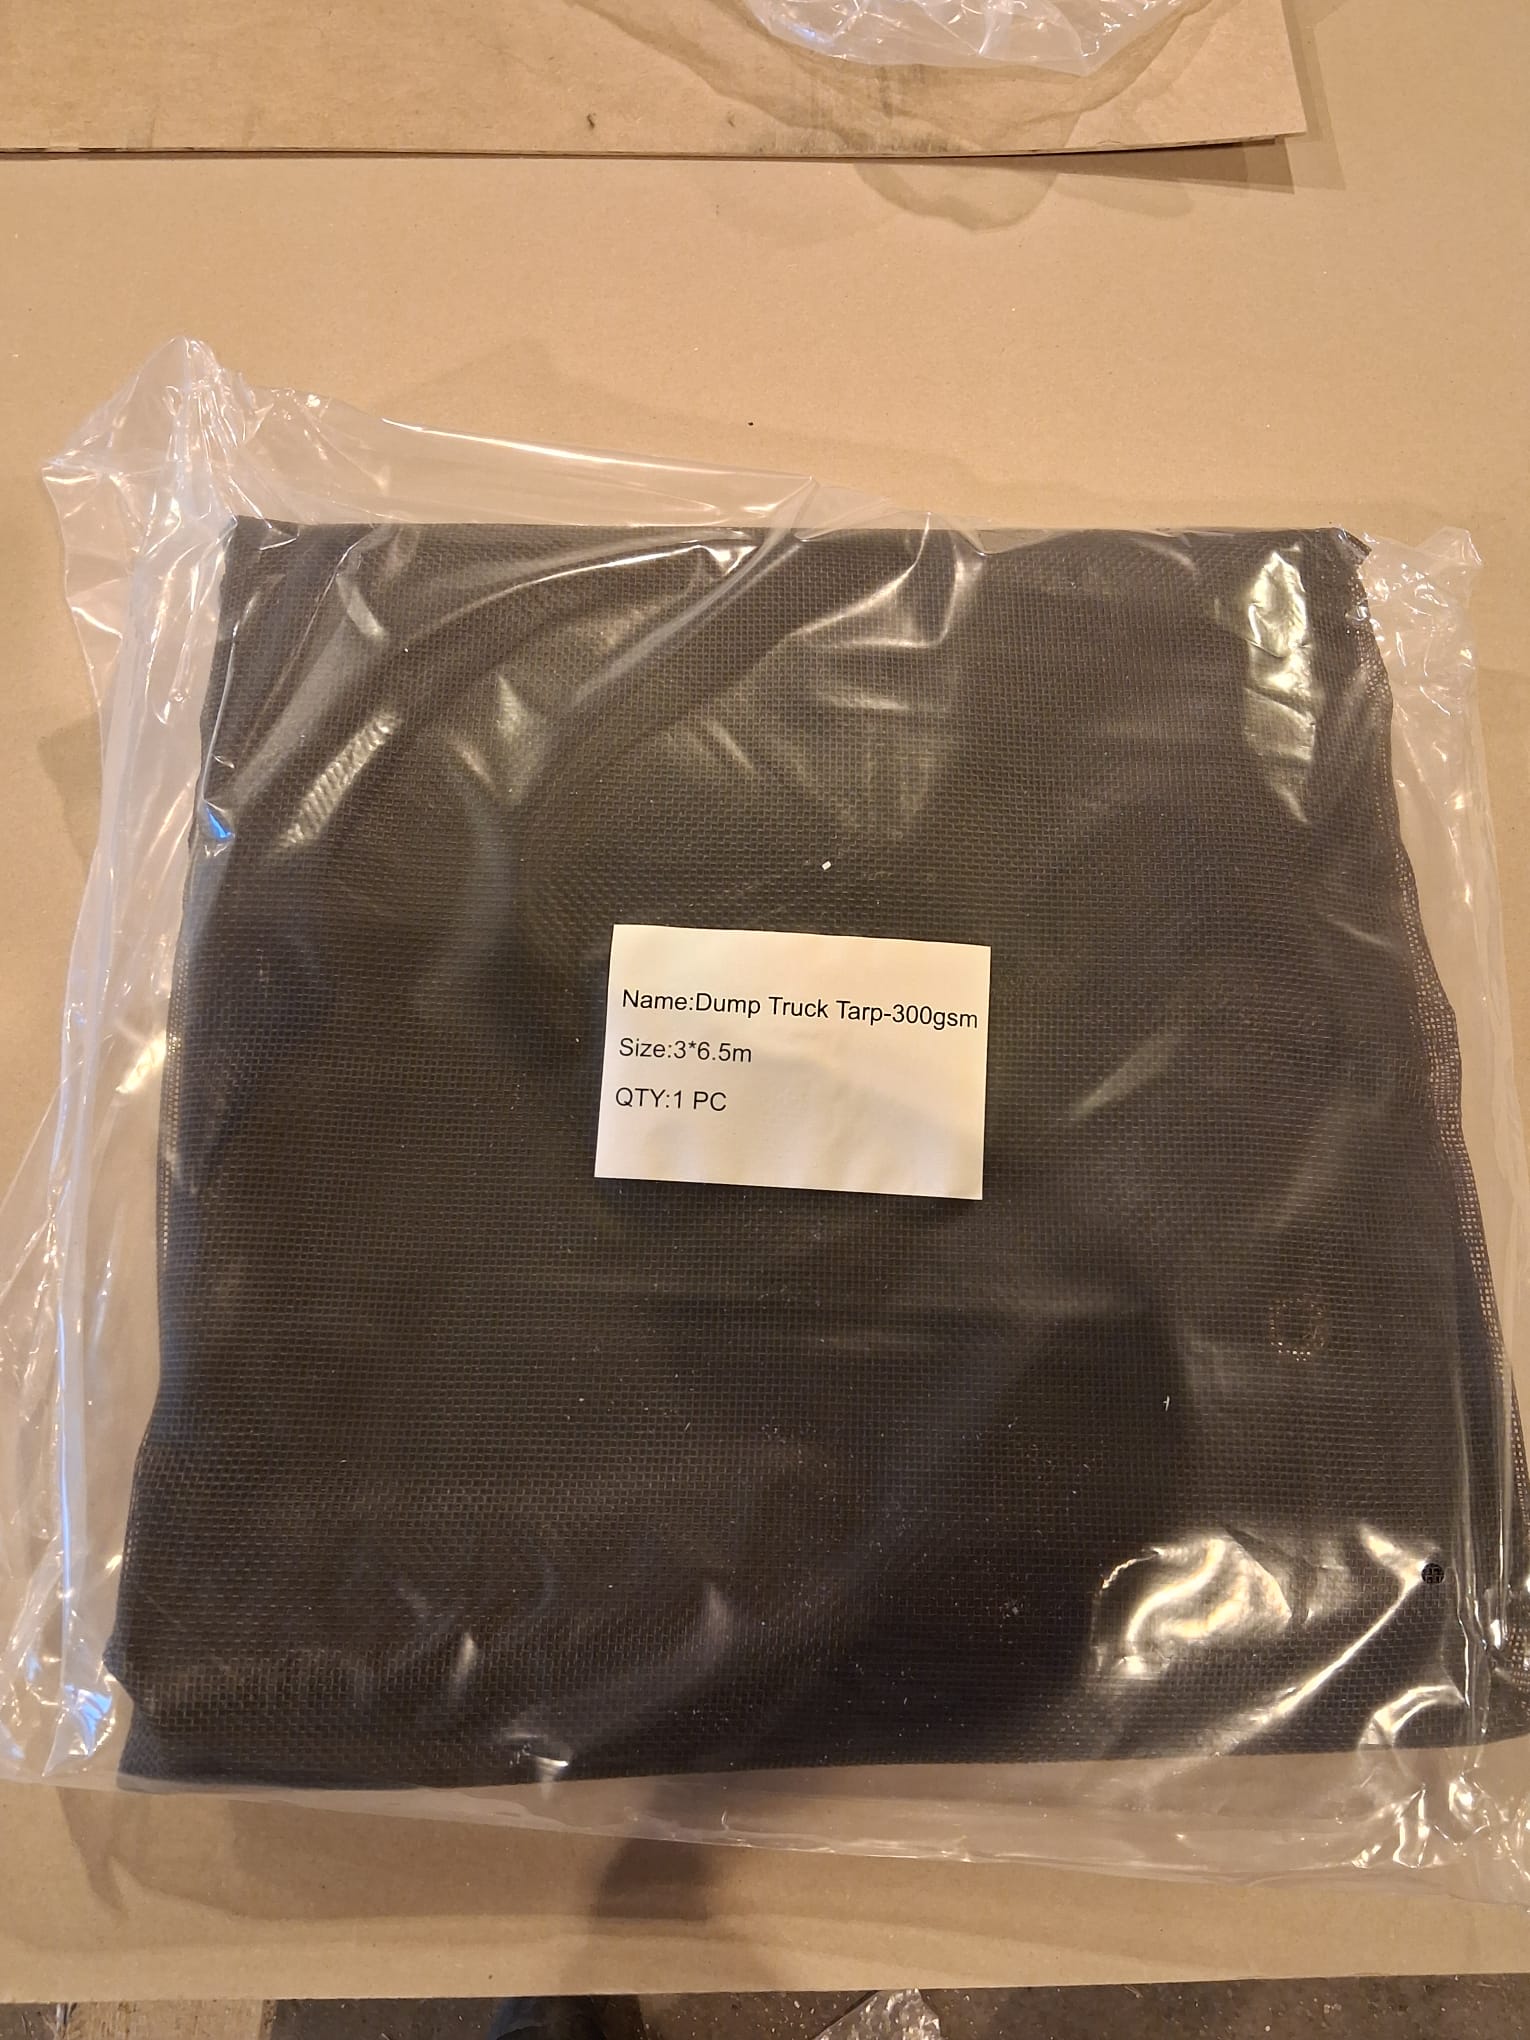 Name:Dump Truck Tarp-300gsm
Size:3*6.5m
QTY:1 PC